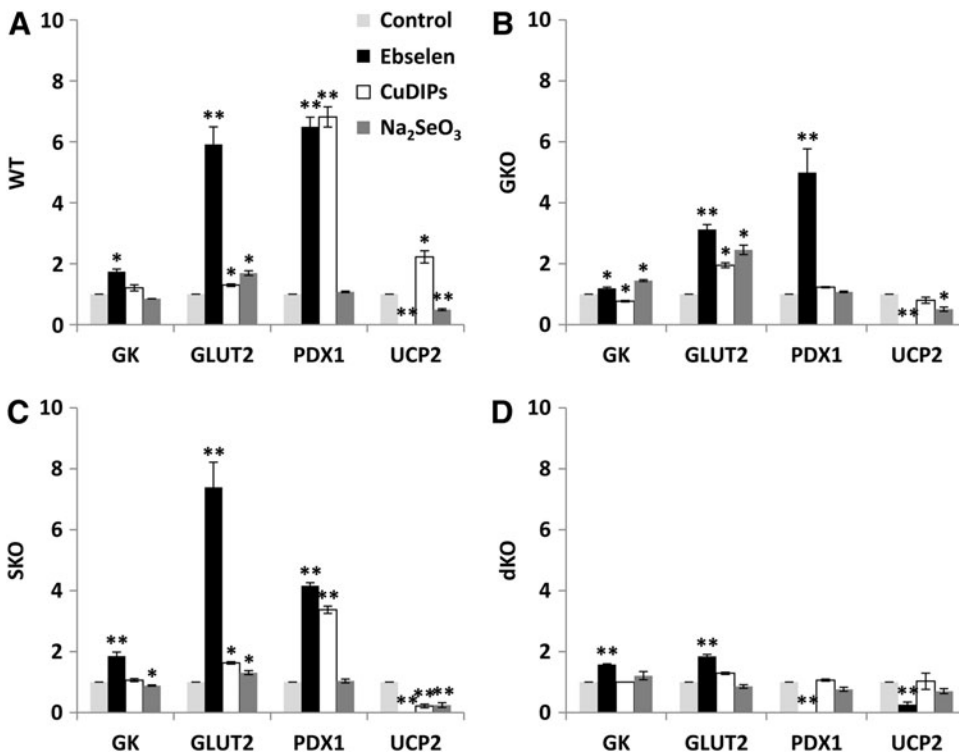 A
10
8
6
4
2
0
WT
Control
Ebselen
CuDIPs
Na₂SeO₃
*
**
*
*
**
**
**
*
**
GK
GLUT2
PDX1
UCP2
B
10
8
6
4
2
0
GKO
*
*
*
**
*
*
**
**
*
GK
GLUT2
PDX1
UCP2
C
10
8
6
4
2
0
SKO
**
*
**
*
*
**
**
**
**
**
GK
GLUT2
PDX1
UCP2
D
10
8
6
4
2
0
dKO
**
**
**
**
GK
GLUT2
PDX1
UCP2